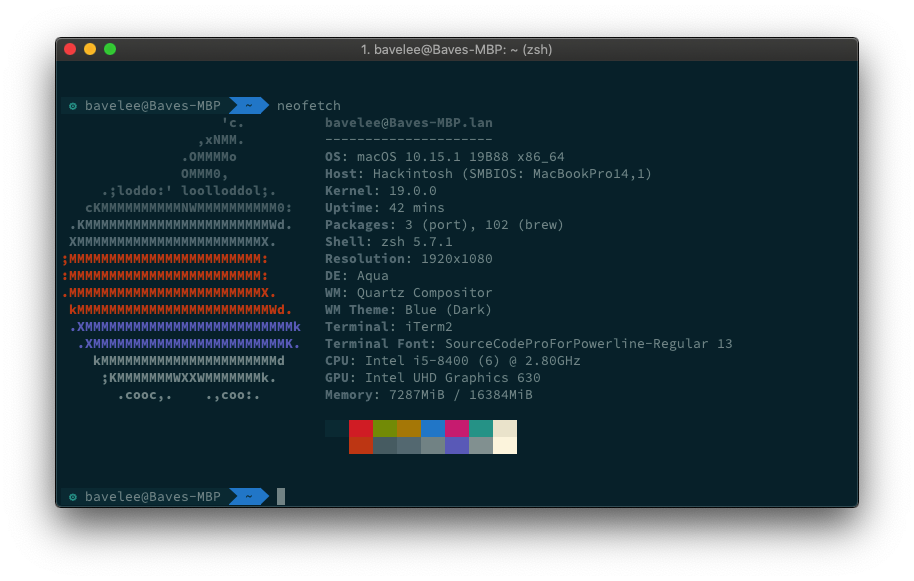 1. bavelee@Baves-MBP: ~ (zsh)
⚙ bavelee@Baves-MBP ~ neofetch
                    'c.          bavelee@Baves-MBP.lan
                 ,xNMM.          ---------------------
               .OMMMMo           OS: macOS 10.15.1 19B88 x86_64
               OMMM0,            Host: Hackintosh (SMBIOS: MacBookPro14,1)
     .;loddo:' loolloddol;.      Kernel: 19.0.0
   cKMMMMMMMMMMNWMMMMMMMMMM0:    Uptime: 42 mins
 .KMMMMMMMMMMMMMMMMMMMMMMMWd.    Packages: 3 (port), 102 (brew)
 XMMMMMMMMMMMMMMMMMMMMMMMX.      Shell: zsh 5.7.1
;MMMMMMMMMMMMMMMMMMMMMMMM:       Resolution: 1920x1080
:MMMMMMMMMMMMMMMMMMMMMMMM:       DE: Aqua
.MMMMMMMMMMMMMMMMMMMMMMMMX.      WM: Quartz Compositor
 kMMMMMMMMMMMMMMMMMMMMMMMMWd.    WM Theme: Blue (Dark)
 .XMMMMMMMMMMMMMMMMMMMMMMMMMMk   Terminal: iTerm2
  .XMMMMMMMMMMMMMMMMMMMMMMMMK.   Terminal Font: SourceCodeProForPowerline-Regular 13
    kMMMMMMMMMMMMMMMMMMMMMMd     CPU: Intel i5-8400 (6) @ 2.80GHz
     ;KMMMMMMMWXXWMMMMMMMk.      GPU: Intel UHD Graphics 630
       .cooc,.    .,coo:.        Memory: 7287MiB / 16384MiB
⚙ bavelee@Baves-MBP ~